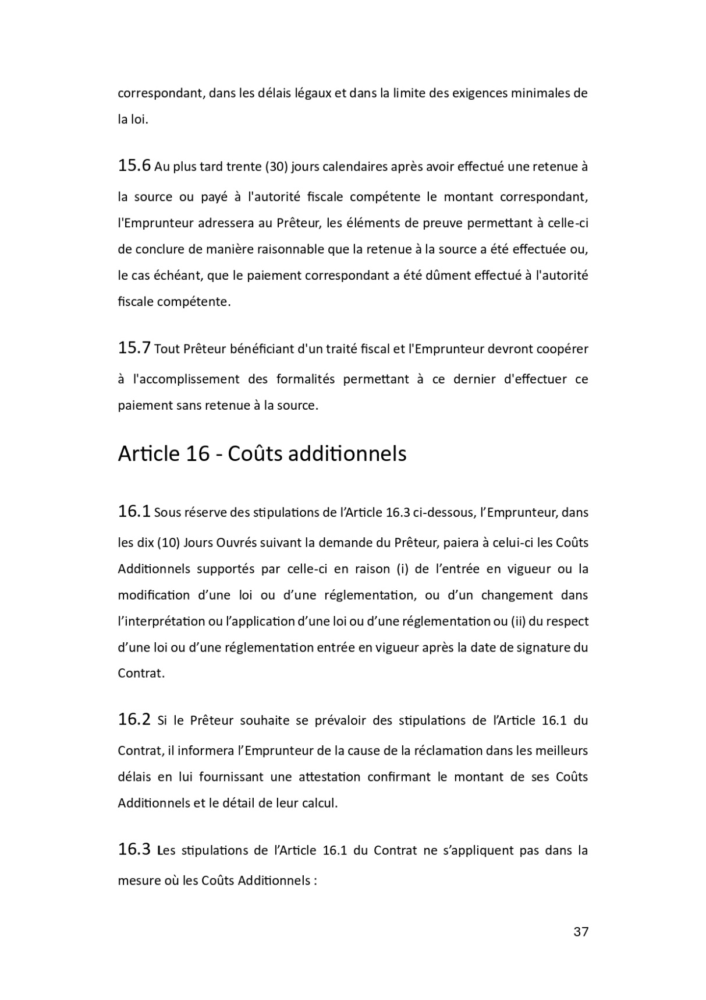 correspondant, dans les délais légaux et dans la limite des exigences minimales de
la loi.
15.6 Au plus tard trente (30) jours calendaires après avoir effectué une retenue à
la source ou payé à l'autorité fiscale compétente le montant correspondant,
l'Emprunteur adressera au Prêteur, les éléments de preuve permettant à celle-ci
de conclure de manière raisonnable que la retenue à la source a été effectuée ou,
le cas échéant, que le paiement correspondant a été dûment effectué à l'autorité
fiscale compétente.
15.7 Tout Prêteur bénéficiant d'un traité fiscal et l'Emprunteur devront coopérer
à l'accomplissement des formalités permettant à ce dernier d'effectuer ce
paiement sans retenue à la source.
Article 16 - Coûts additionnels
16.1 Sous réserve des stipulations de l’Article 16.3 ci-dessous, l’Emprunteur, dans
les dix (10) Jours Ouvrés suivant la demande du Prêteur, paiera à celui-ci les Coûts
Additionnels supportés par celle-ci en raison (i) de l’entrée en vigueur ou la
modification d’une loi ou d’une réglementation, ou d’un changement dans
l’interprétation ou l’application d’une loi ou d’une réglementation ou (ii) du respect
d’une loi ou d’une réglementation entrée en vigueur après la date de signature du
Contrat.
16.2 Si le Prêteur souhaite se prévaloir des stipulations de l’Article 16.1 du
Contrat, il informera l’Emprunteur de la cause de la réclamation dans les meilleurs
délais en lui fournissant une attestation confirmant le montant de ses Coûts
Additionnels et le détail de leur calcul.
16.3 Les stipulations de l’Article 16.1 du Contrat ne s’appliquent pas dans la
mesure où les Coûts Additionnels :
37